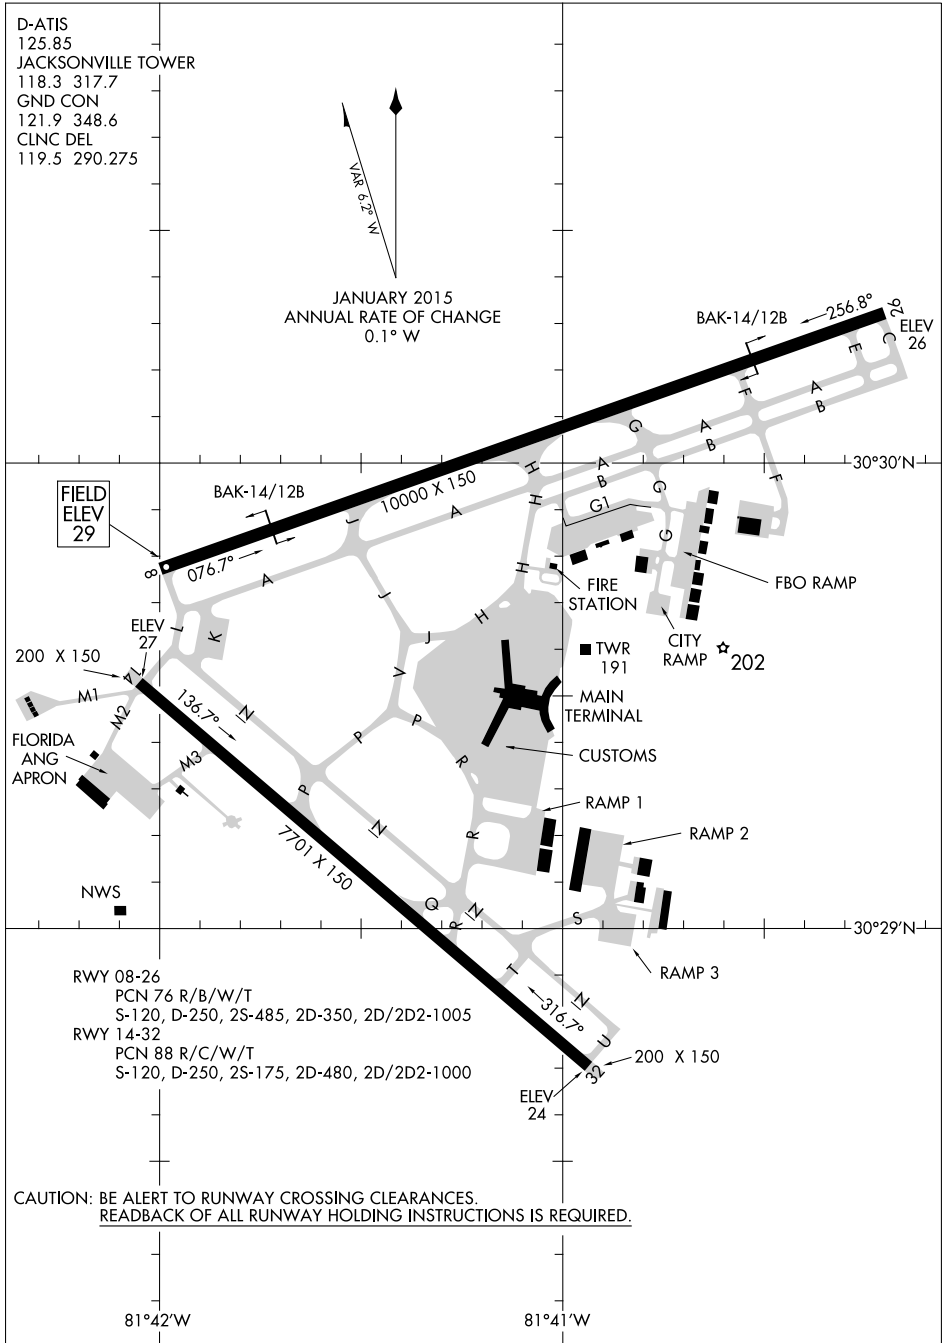 D-ATIS
125.85
JACKSONVILLE TOWER
118.3 317.7
GND CON
121.9 348.6
CLNC DEL
119.5 290.275
VAR 6.2° W
JANUARY 2015
ANNUAL RATE OF CHANGE
0.1° W
BAK-14/12B
256.8°
26
ELEV
26
C
E
F
A
B
G
A
B
H
A
B
30°30'N
FIELD
ELEV
29
BAK-14/12B
10000 X 150
J
A
H
G
G1
G
F
8
076.7°
A
H
FIRE
STATION
FBO RAMP
J
H
J
L
K
ELEV
27
200 X 150
14
TWR
191
CITY
RAMP
202
M1
M2
136.7°
N
V
P
P
MAIN
TERMINAL
CUSTOMS
FLORIDA
ANG
APRON
M3
P
R
RAMP 1
7701 X 150
N
R
RAMP 2
NWS
Q
N
R
S
30°29'N
RAMP 3
T
N
316.7°
U
RWY 08-26
PCN 76 R/B/W/T
S-120, D-250, 2S-485, 2D-350, 2D/2D2-1005
RWY 14-32
PCN 88 R/C/W/T
S-120, D-250, 2S-175, 2D-480, 2D/2D2-1000
200 X 150
32
ELEV
24
CAUTION: BE ALERT TO RUNWAY CROSSING CLEARANCES.
READBACK OF ALL RUNWAY HOLDING INSTRUCTIONS IS REQUIRED.
81°42'W
81°41'W